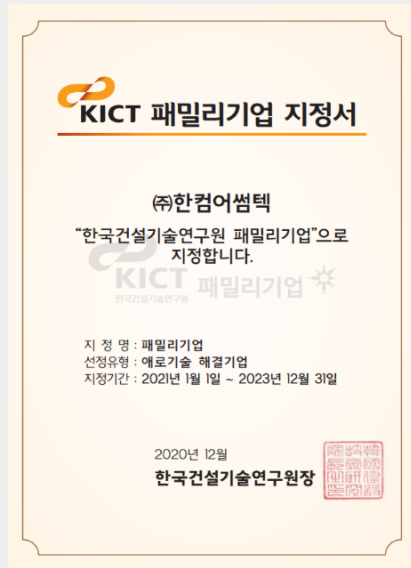 KICT 패밀리기업 지정서
㈜한컴어썸텍
“한국건설기술연구원 패밀리기업”으로
지정합니다.
KICT 패밀리기업
한국건설기술연구원
지 정 명 : 패밀리기업
선정유형 : 애로기술 해결기업
지정기간 : 2021년 1월 1일 ~ 2023년 12월 31일
2020년 12월
한국건설기술연구원장